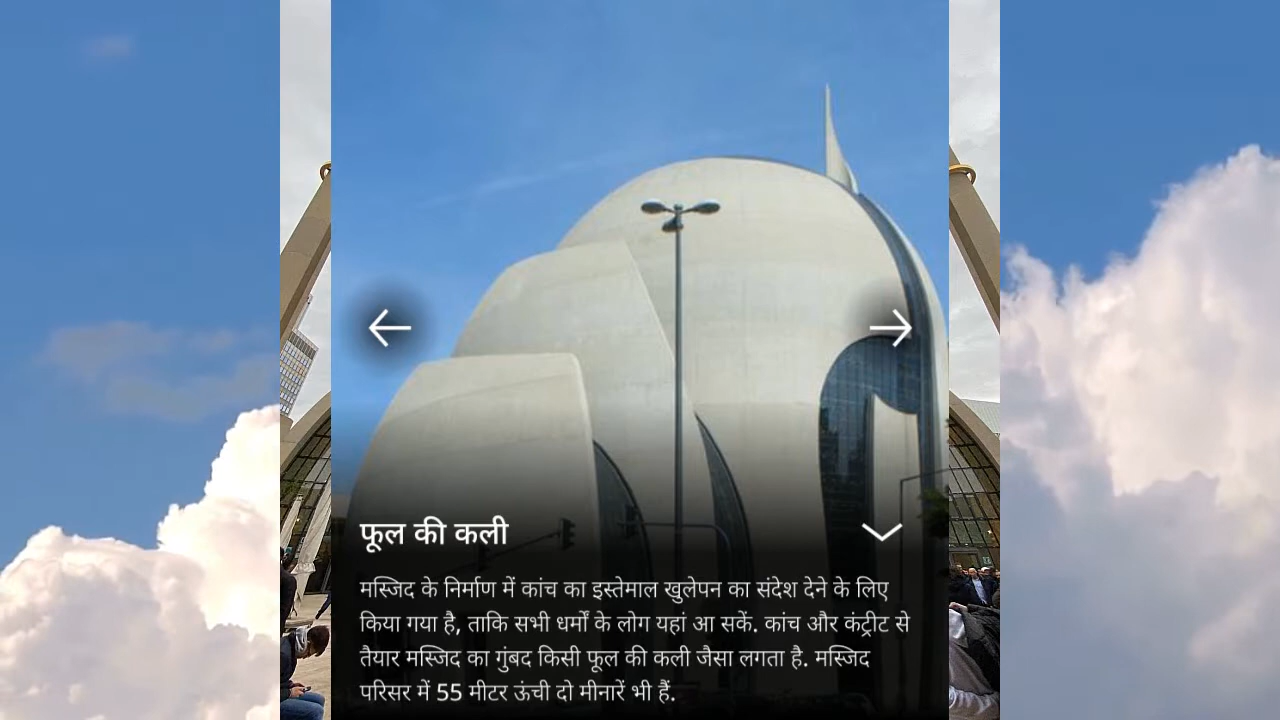 फूल की कली
मस्जिद के निर्माण में कांच का इस्तेमाल खुलेपन का संदेश देने के लिए
किया गया है, ताकि सभी धर्मों के लोग यहां आ सकें. कांच और कंट्रीट से
तैयार मस्जिद का गुंबद किसी फूल की कली जैसा लगता है. मस्जिद
परिसर में 55 मीटर ऊंची दो मीनारें भी हैं.